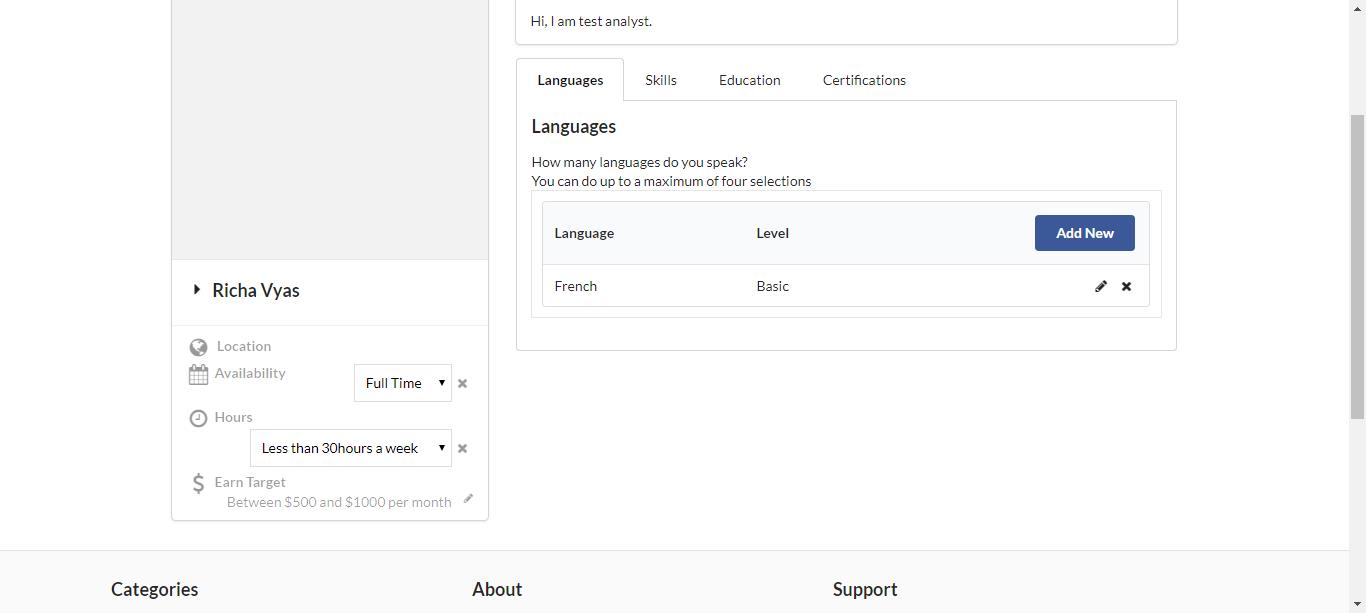 Hi, I am test analyst.
Languages Skills Education Certifications
Languages
How many languages do you speak?
You can do up to a maximum of four selections
Language Level Add New
French Basic
Richa Vyas
Location
Availability Full Time
Hours
Less than 30hours a week
Earn Target
Between $500 and $1000 per month
Categories About Support